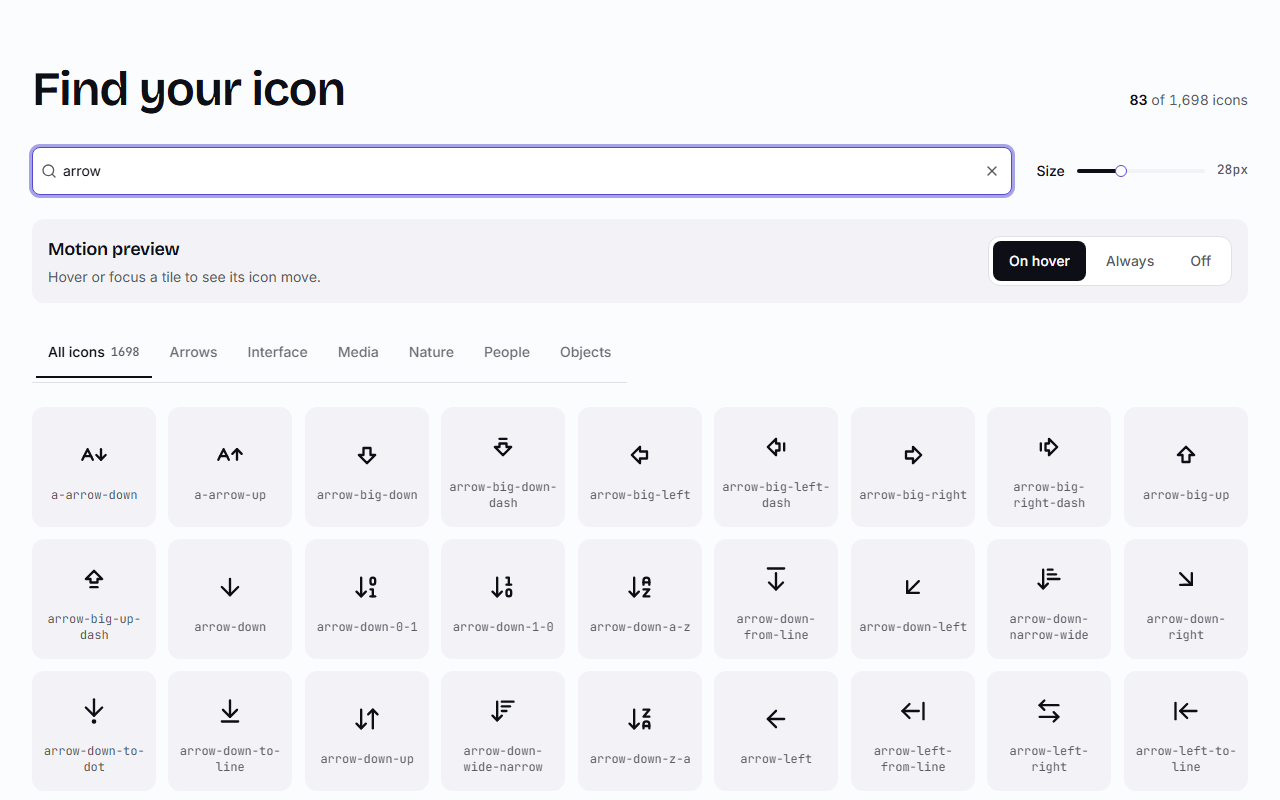 Find your icon
83 of 1,698 icons
arrow
Size
28px
Motion preview
Hover or focus a tile to see its icon move.
On hover Always Off
All icons 1698 Arrows Interface Media Nature People Objects
a-arrow-down
a-arrow-up
arrow-big-down
arrow-big-down-
dash
arrow-big-left
arrow-big-left-
dash
arrow-big-right
arrow-big-
right-dash
arrow-big-up
arrow-big-up-
dash
arrow-down
arrow-down-0-1
arrow-down-1-0
arrow-down-a-z
arrow-down-
from-line
arrow-down-left
arrow-down-
narrow-wide
arrow-down-
right
arrow-down-to-
dot
arrow-down-to-
line
arrow-down-up
arrow-down-
wide-narrow
arrow-down-z-a
arrow-left
arrow-left-
from-line
arrow-left-
right
arrow-left-to-
line